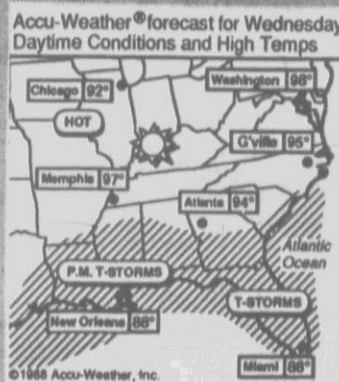 Accu-Weather® forecast for Wednesday
Daytime Conditions and High Temps
Washington 98°
Chicago 92°
HOT
G'ville 95°
Memphis 97°
Atlanta 94°
Atlantic
Ocean
P.M. T-STORMS
T-STORMS
New Orleans 88°
Miami 88°
©1988 Accu-Weather, Inc.